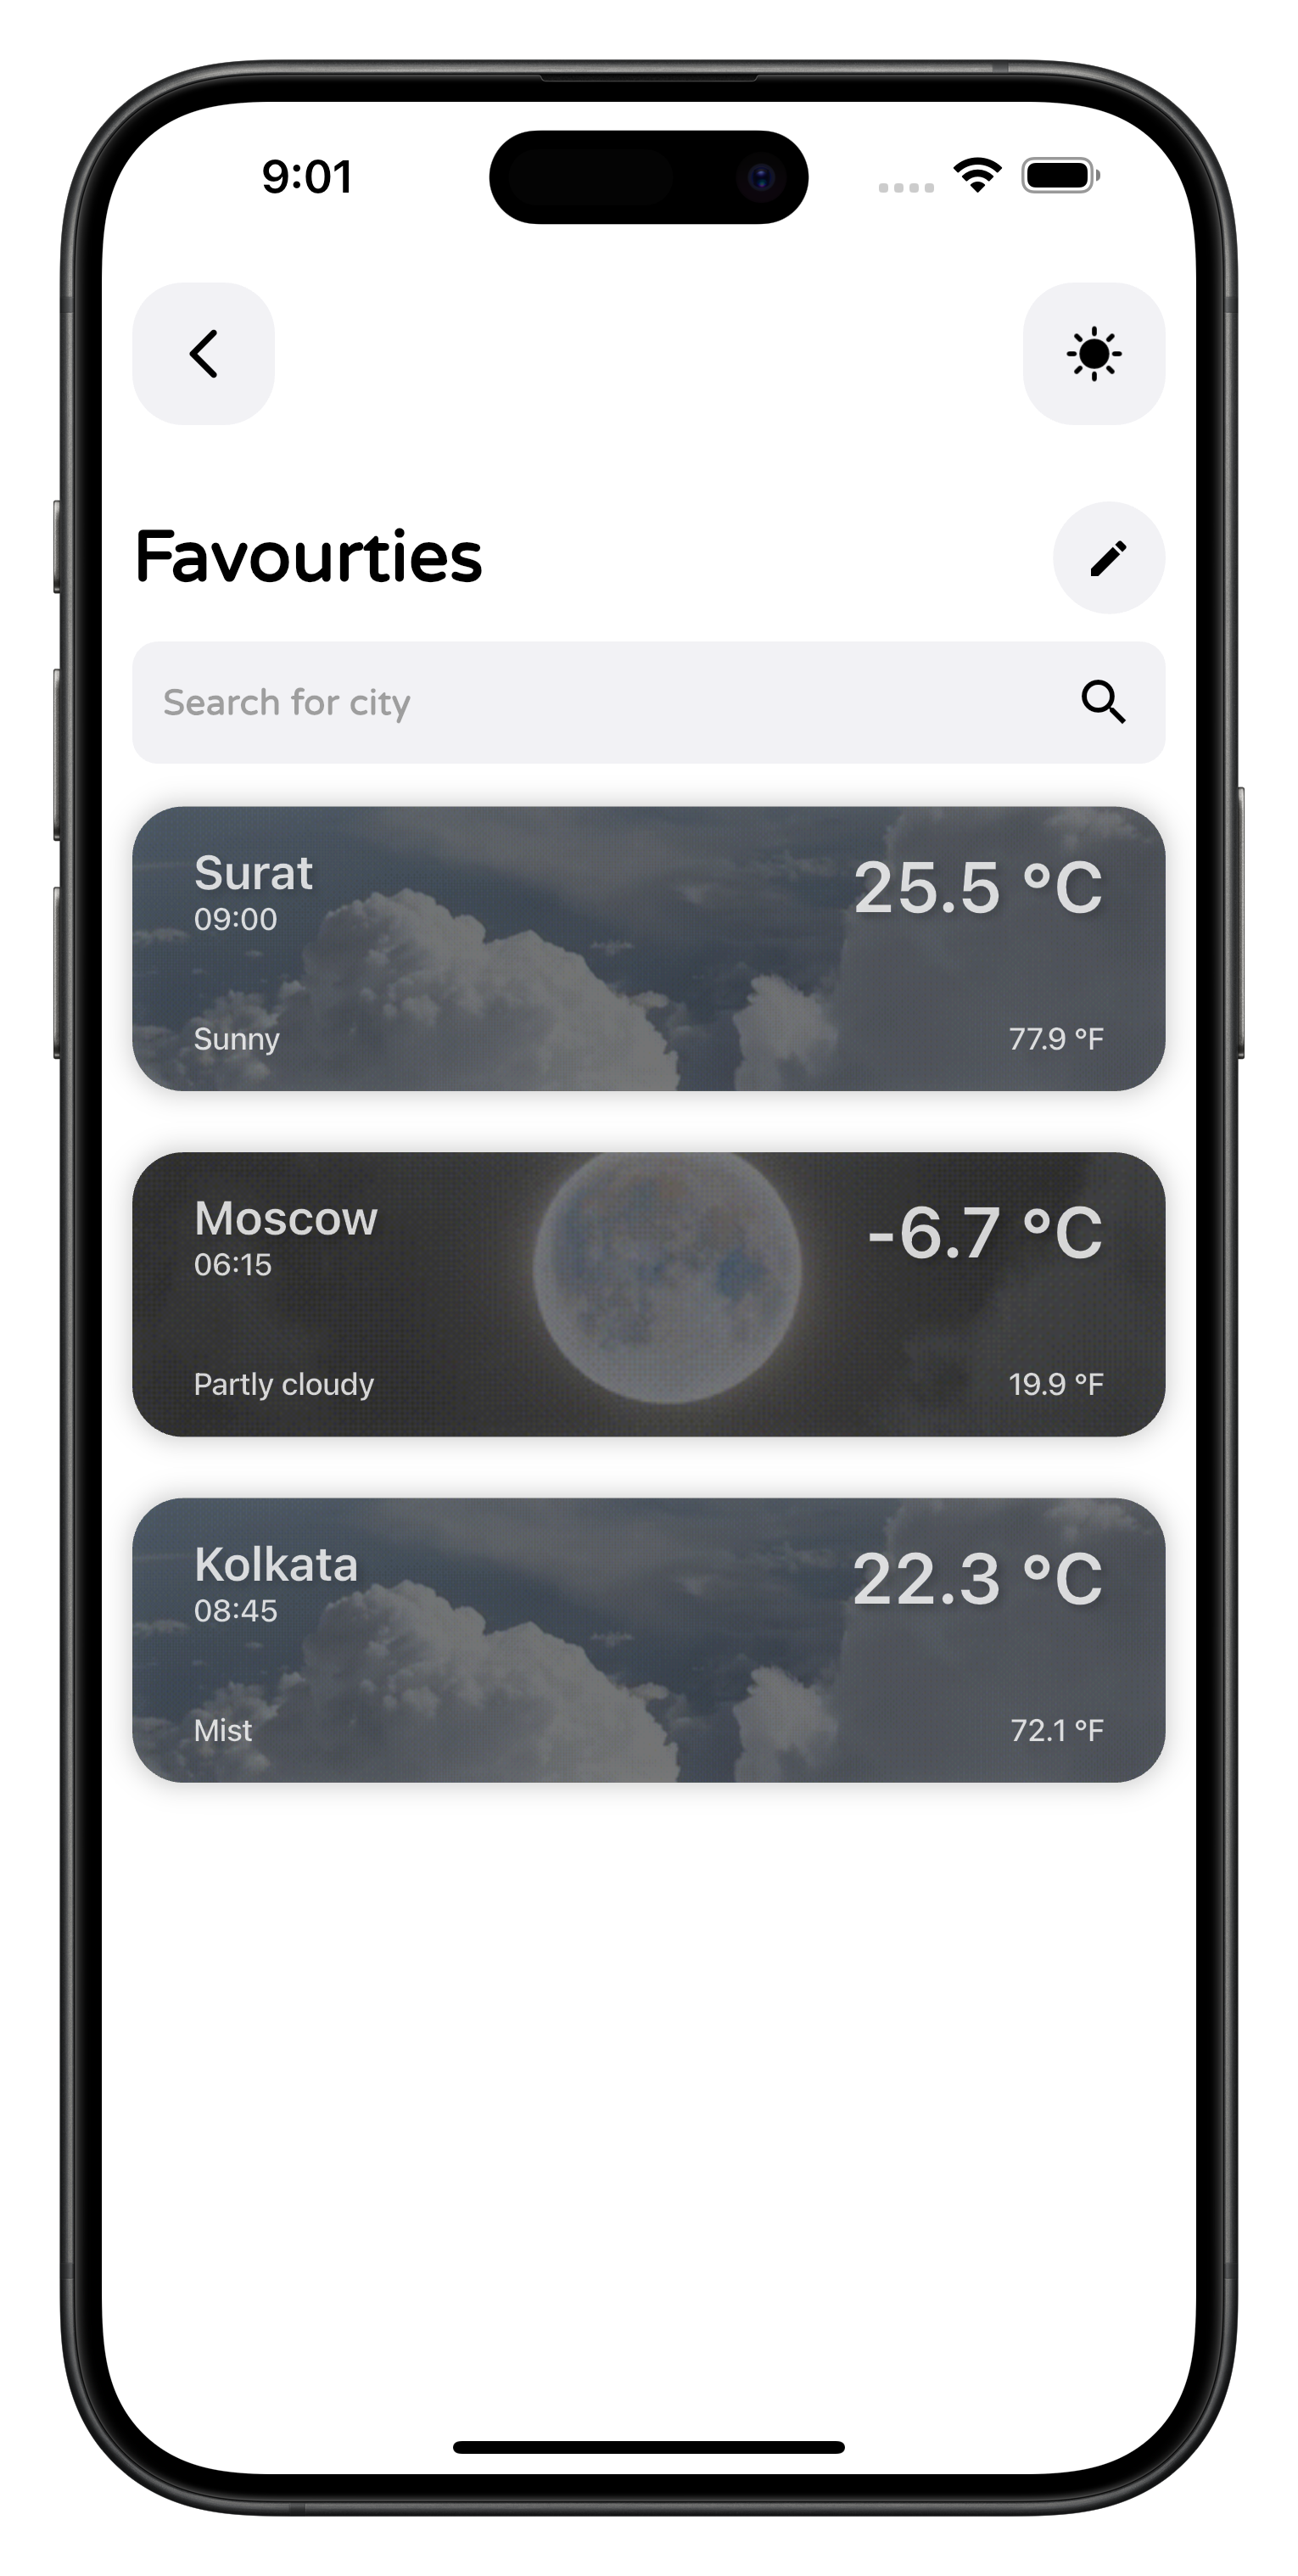 9:01
Favourties
Search for city
Surat
25.5 °C
09:00
Sunny
77.9 °F
Moscow
-6.7 °C
06:15
Partly cloudy
19.9 °F
Kolkata
22.3 °C
08:45
Mist
72.1 °F